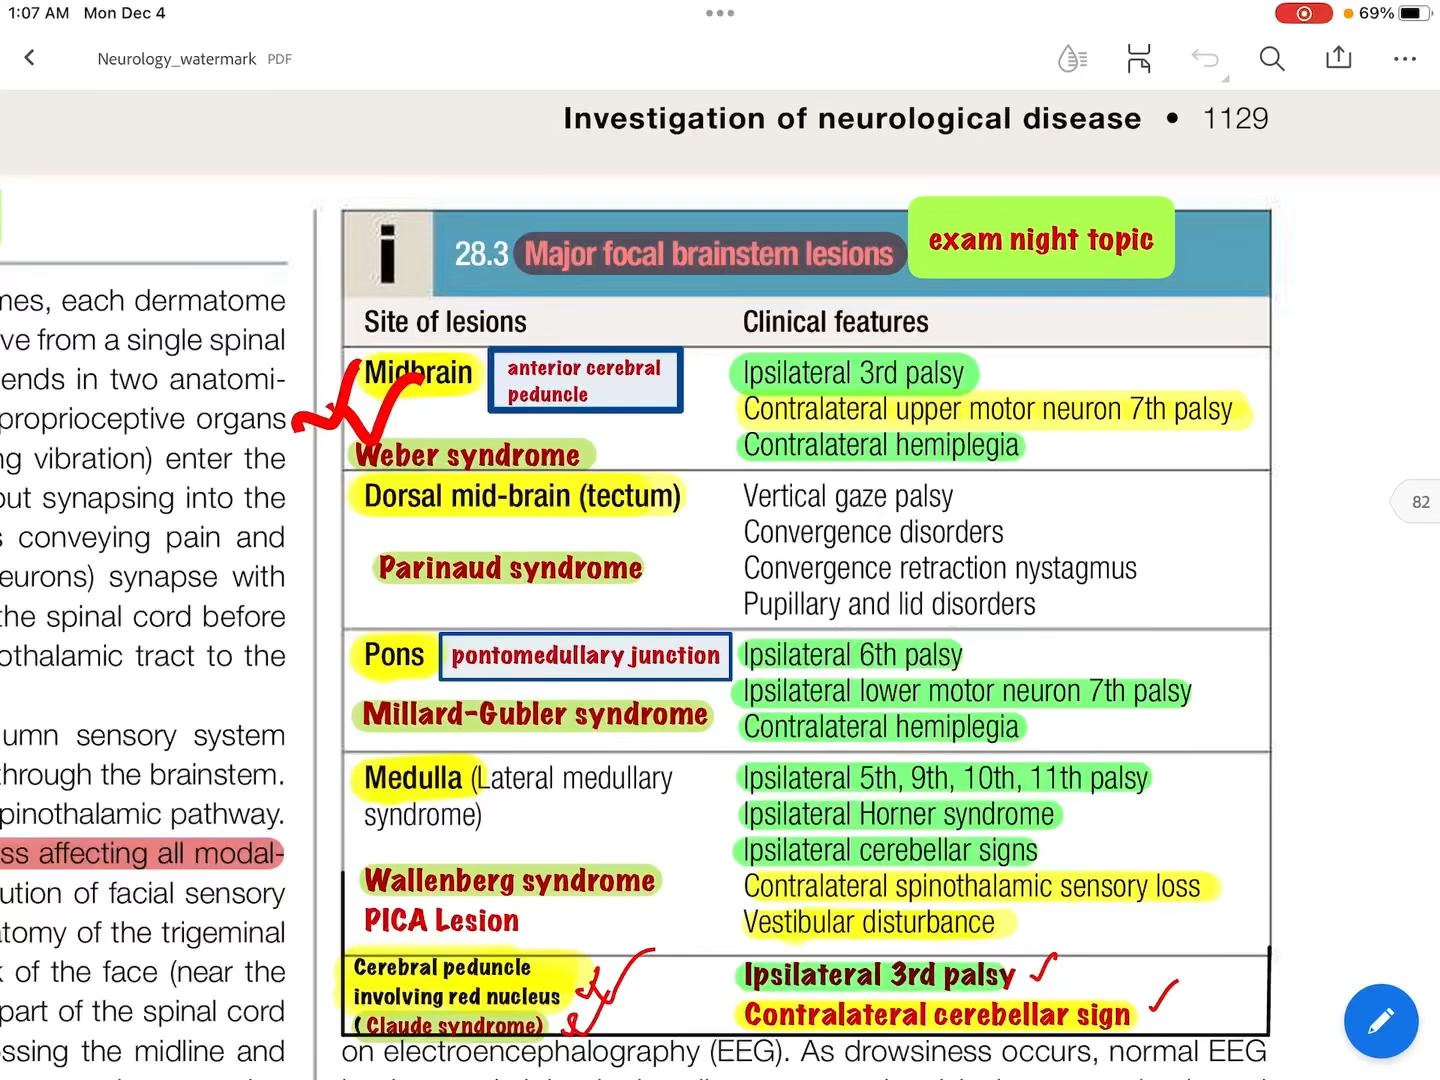 1:07 AM Mon Dec 4
69%
Neurology_watermark PDF
Investigation of neurological disease • 1129
mes, each dermatome
ve from a single spinal
ends in two anatomi-
proprioceptive organs
ng vibration) enter the
out synapsing into the
s conveying pain and
eurons) synapse with
the spinal cord before
othalamic tract to the
umn sensory system
through the brainstem.
pinothalamic pathway.
ss affecting all modal-
ution of facial sensory
atomy of the trigeminal
k of the face (near the
part of the spinal cord
ossing the midline and
i 28.3 Major focal brainstem lesions
exam night topic
Site of lesions Clinical features
Midbrain
anterior cerebral
peduncle
Weber syndrome
Ipsilateral 3rd palsy
Contralateral upper motor neuron 7th palsy
Contralateral hemiplegia
Dorsal mid-brain (tectum)
Parinaud syndrome
Vertical gaze palsy
Convergence disorders
Convergence retraction nystagmus
Pupillary and lid disorders
Pons
pontomedullary junction
Millard-Gubler syndrome
Ipsilateral 6th palsy
Ipsilateral lower motor neuron 7th palsy
Contralateral hemiplegia
Medulla (Lateral medullary
syndrome)
Wallenberg syndrome
PICA Lesion
Ipsilateral 5th, 9th, 10th, 11th palsy
Ipsilateral Horner syndrome
Ipsilateral cerebellar signs
Contralateral spinothalamic sensory loss
Vestibular disturbance
Cerebral peduncle
involving red nucleus
( Claude syndrome)
Ipsilateral 3rd palsy
Contralateral cerebellar sign
on electroencephalography (EEG). As drowsiness occurs, normal EEG
82